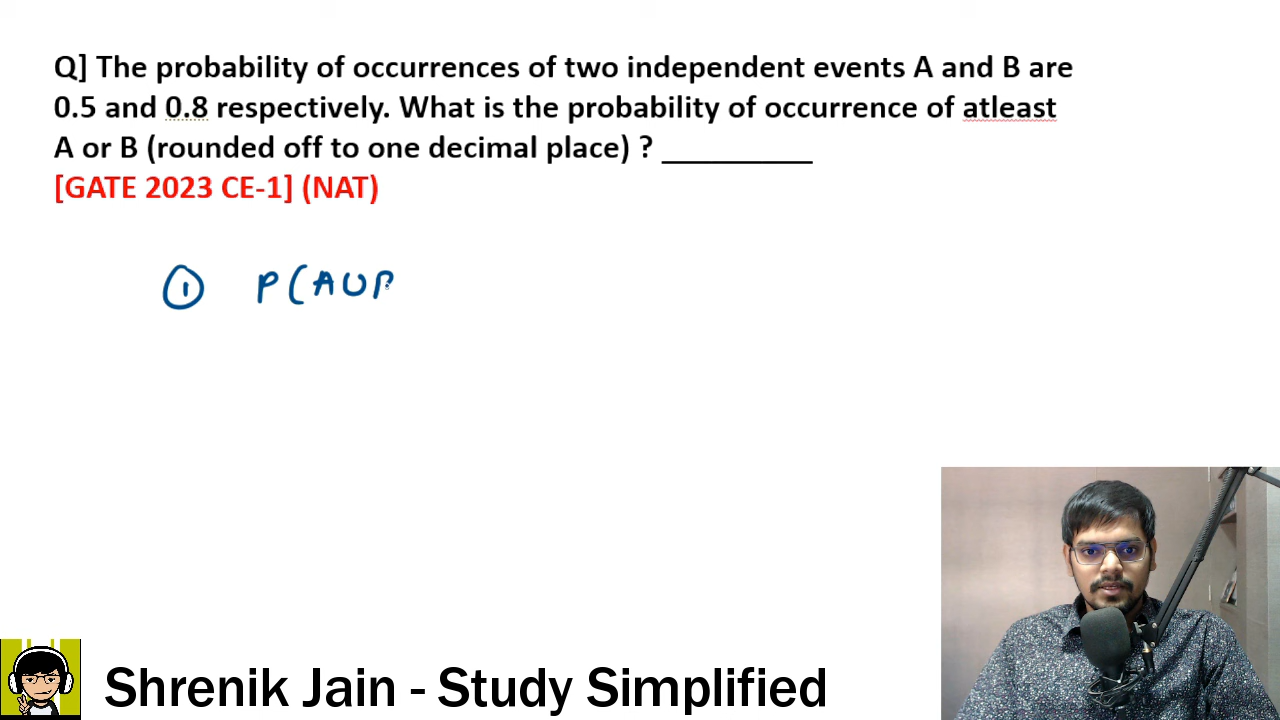 Q] The probability of occurrences of two independent events A and B are
0.5 and 0.8 respectively. What is the probability of occurrence of atleast
A or B (rounded off to one decimal place) ? __________
[GATE 2023 CE-1] (NAT)
① P(AUB
Shrenik Jain - Study Simplified